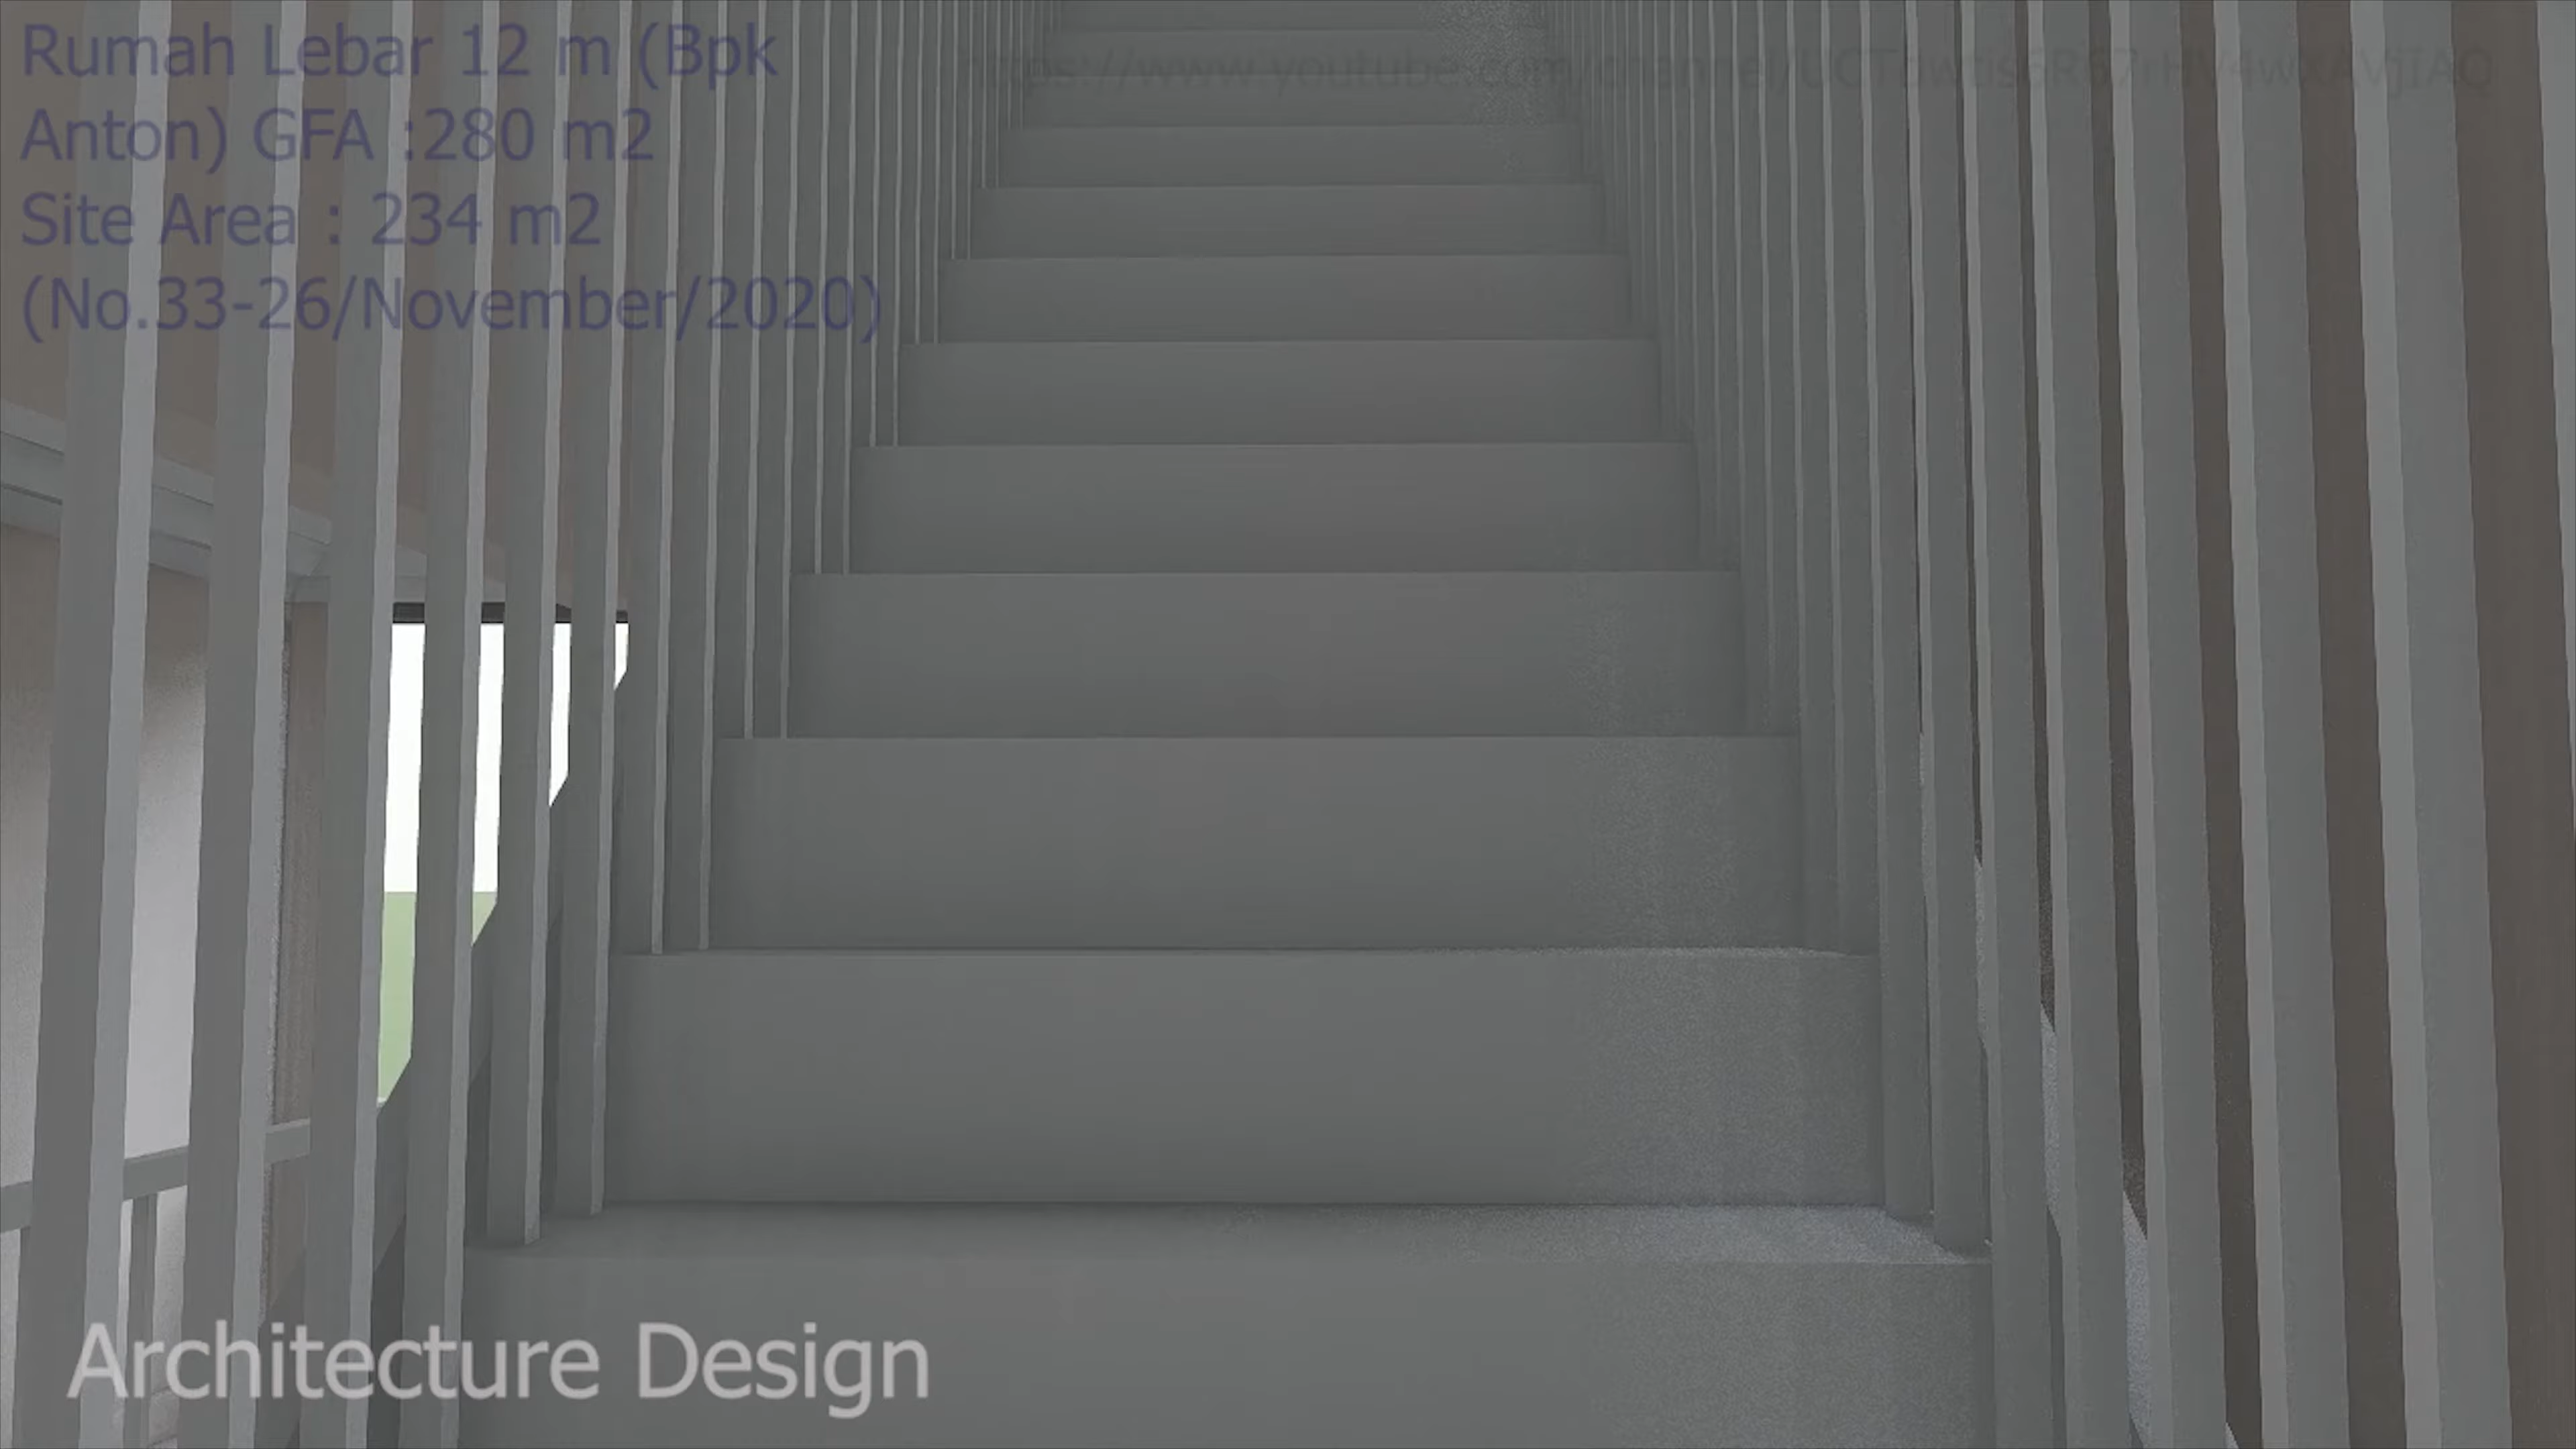 Rumah Lebar 12 m (Bpk
Anton) GFA :280 m2
Site Area : 234 m2
(No.33-26/November/2020)
Architecture Design